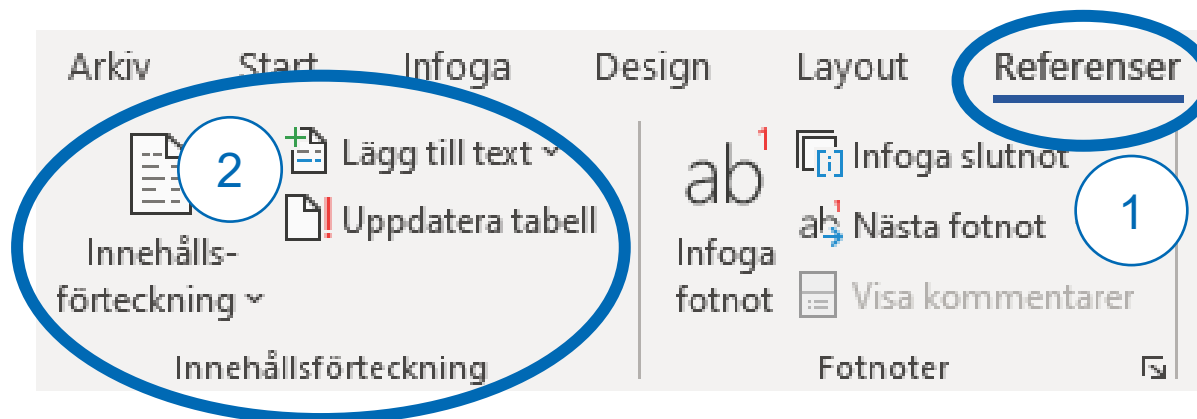 Arkiv Start Infoga Design Layout Referenser
2
Lägg till text
Uppdatera tabell
Innehålls-
förteckning
Innehållsförteckning
ab1
Infoga
fotnot
[i] Infoga slutnot
ab1 Nästa fotnot
Visa kommentarer
1
Fotnoter